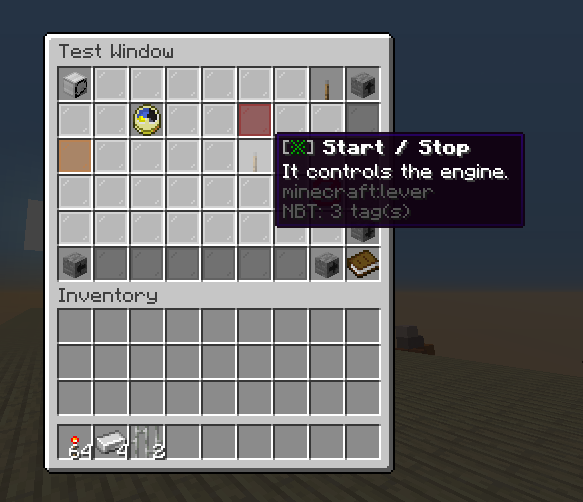 Test Window
[※] Start / Stop
It controls the engine.
minecraft:lever
NBT: 3 tag(s)
Inventory
64
4
2